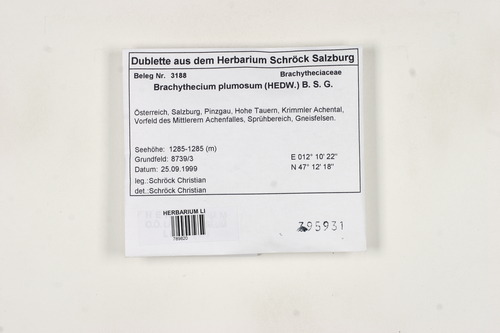 Dublette aus dem Herbarium Schröck Salzburg
Beleg Nr. 3188 Brachytheciaceae
Brachythecium plumosum (HEDW.) B. S. G.
Österreich, Salzburg, Pinzgau, Hohe Tauern, Krimmler Achental,
Vorfeld des Mittlerem Achenfalles, Sprühbereich, Gneisfelsen.
Seehöhe: 1285-1285 (m)
Grundfeld: 8739/3 E 012° 10' 22"
Datum: 25.09.1999 N 47° 12' 18"
leg.:Schröck Christian
det.:Schröck Christian
HERBARIUM LI
789820
395931